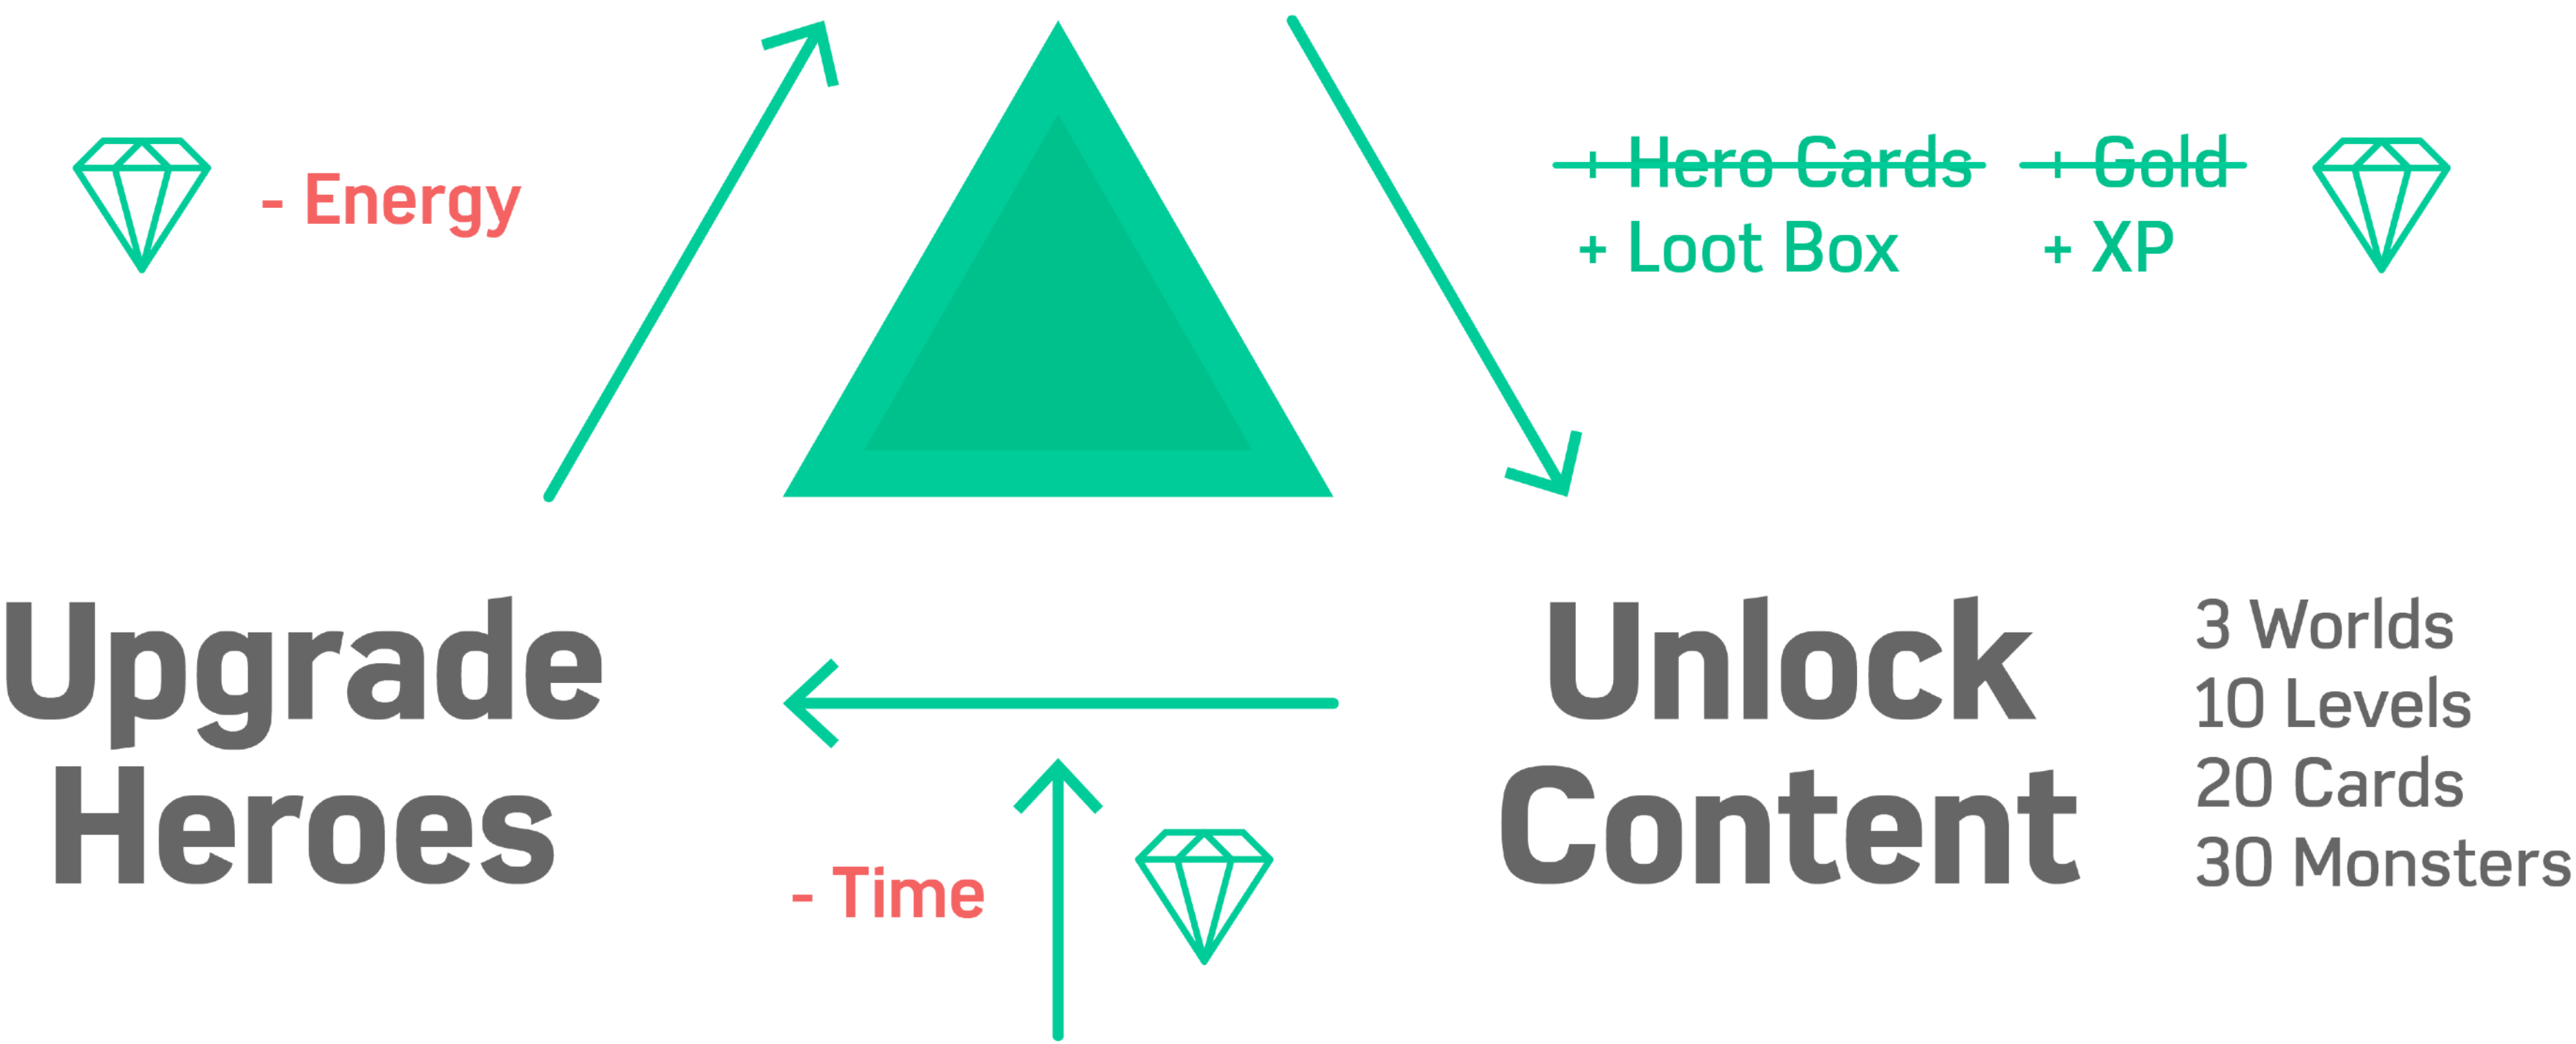 - Energy
+ Hero Cards + Gold
+ Loot Box + XP
Upgrade
Heroes
Unlock
Content
3 Worlds
10 Levels
20 Cards
30 Monsters
- Time